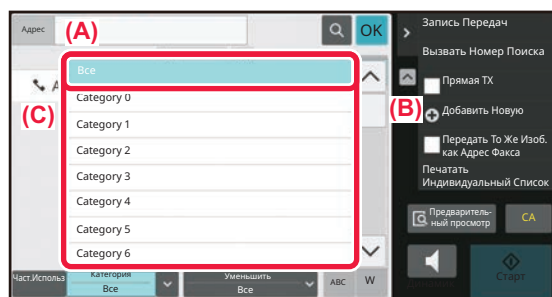 Адрес
(A)
OK
Все
(C)
A
Category 0
Category 1
Category 2
Category 3
Category 4
Category 5
Category 6
Част.Использ
Категория
Все
Уменьшить
Все
ABC
W
Запись Передач
Вызвать Номер Поиска
Прямая TX
(B)
Добавить Новую
Передать То Же Изоб.
как Адрес Факса
Печатать
Индивидуальный Список
Предваритель-
ный просмотр
CA
Старт